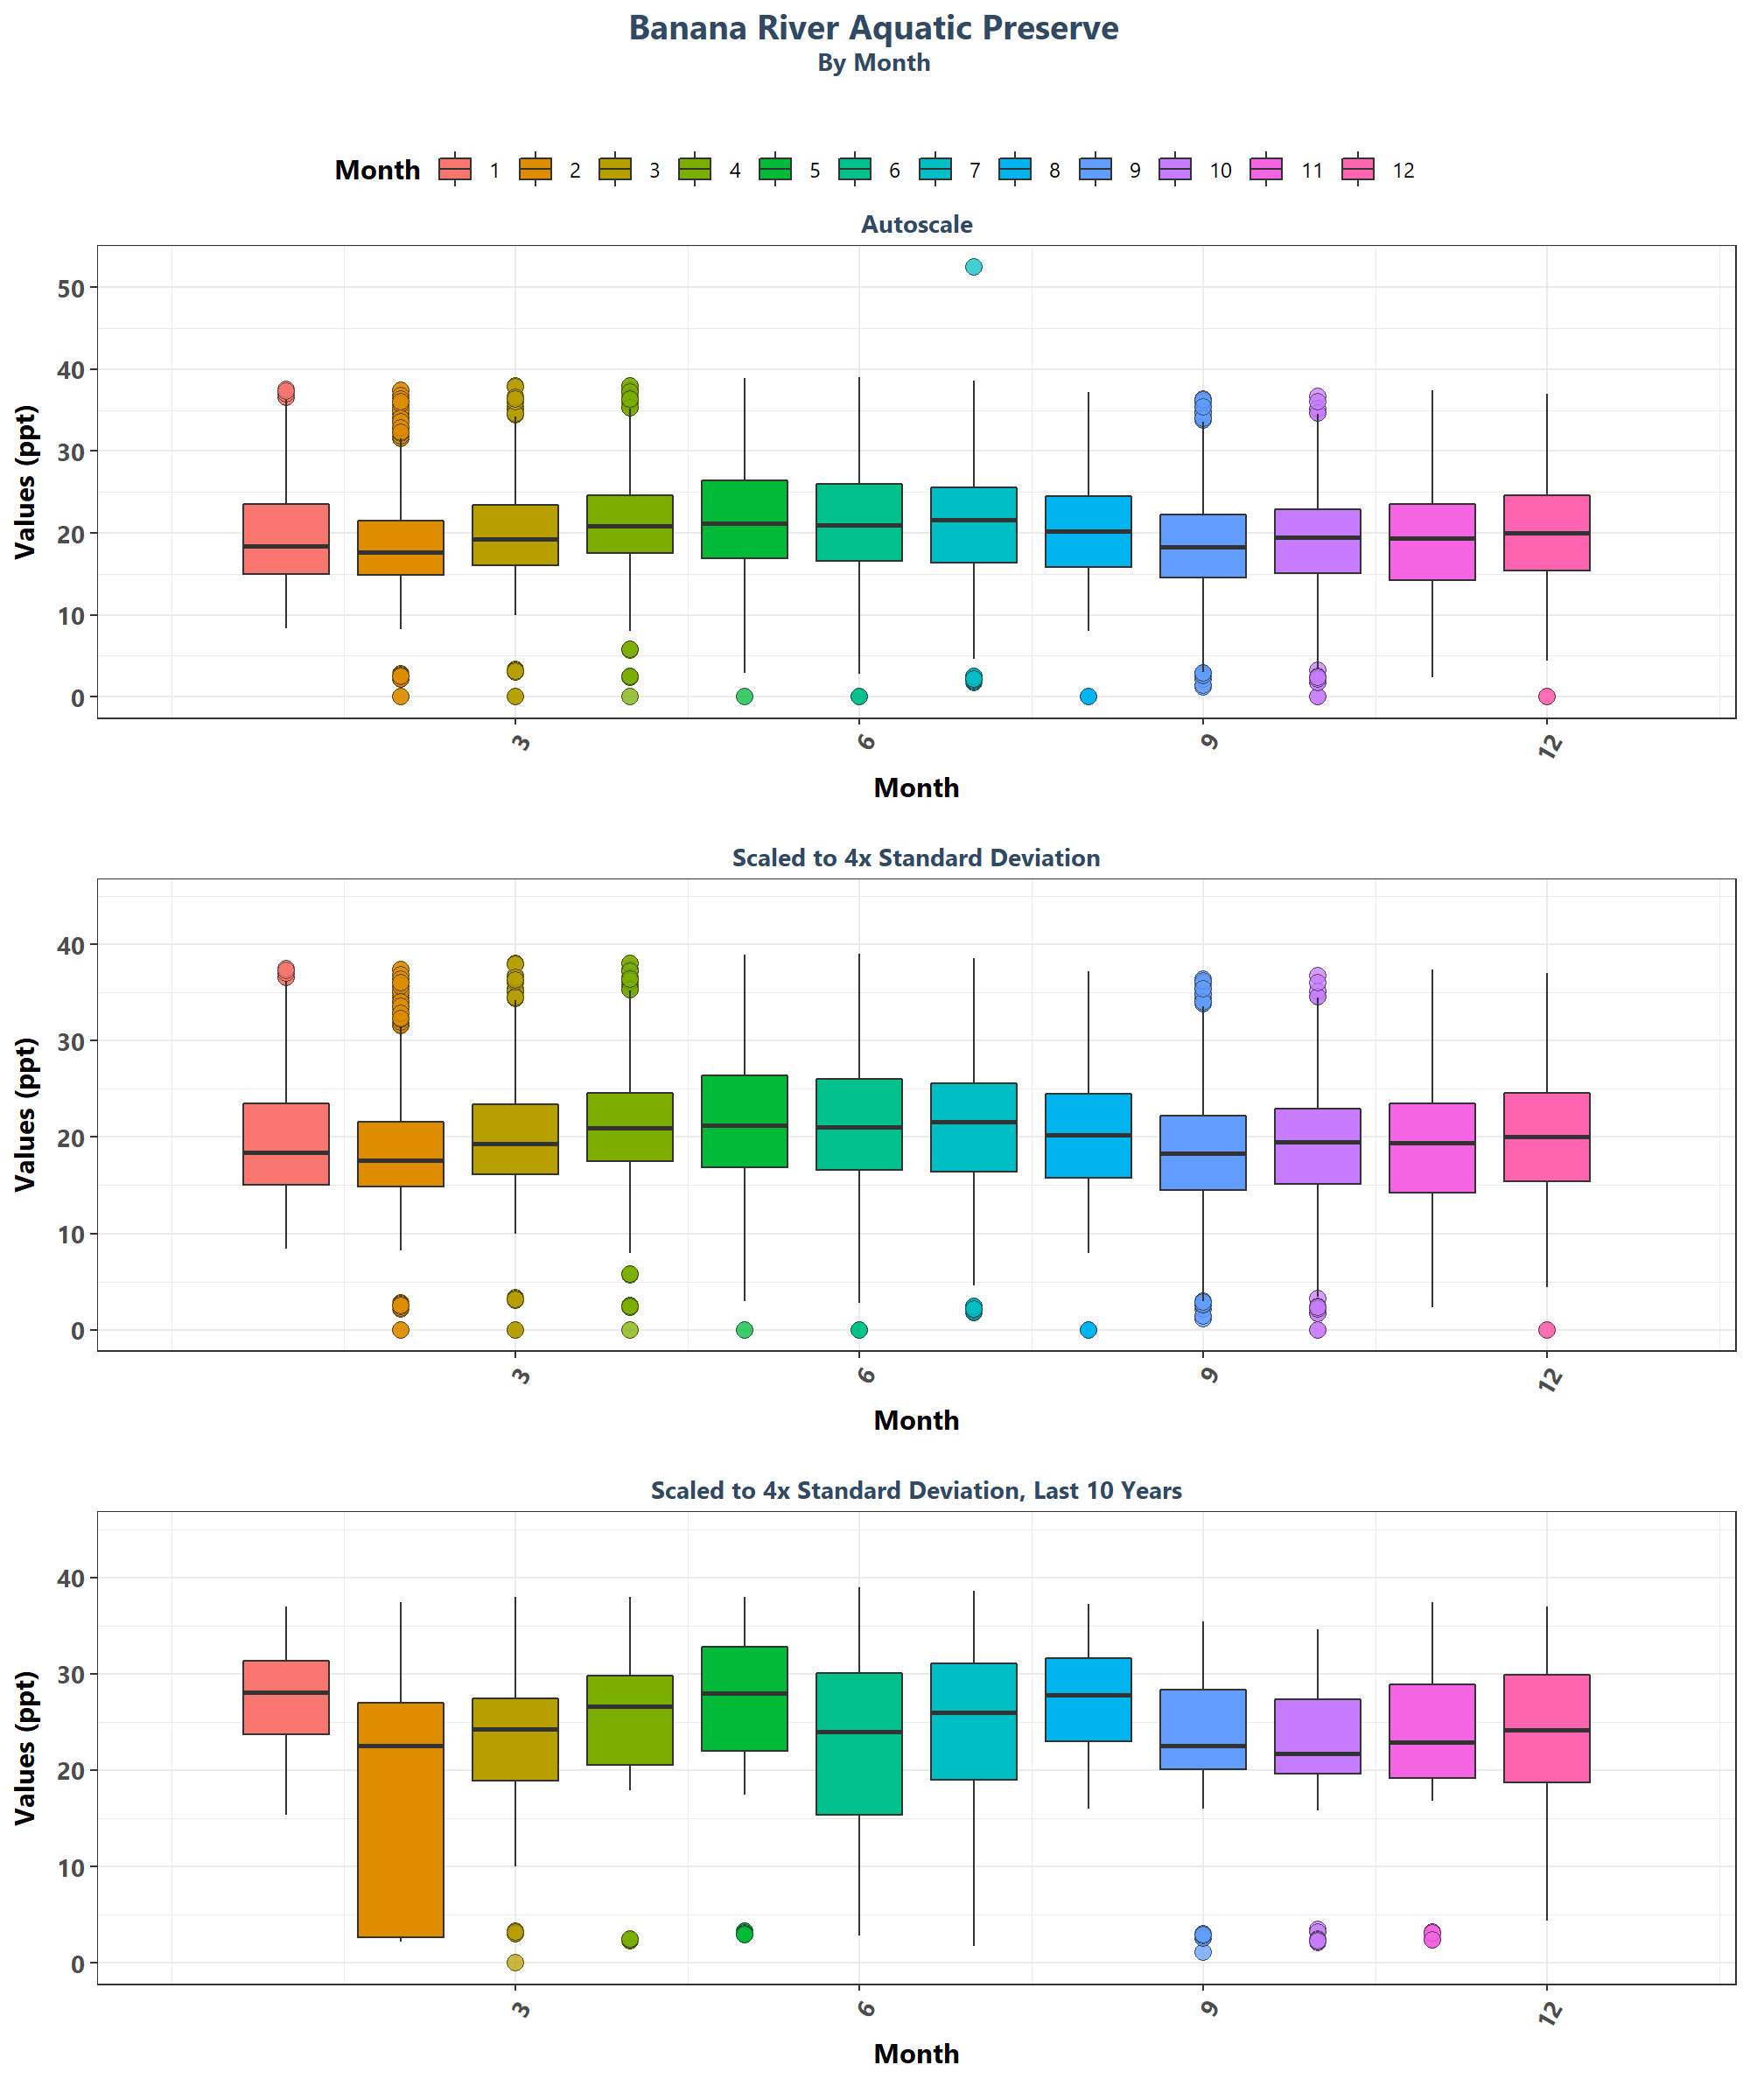 Banana River Aquatic Preserve
By Month
Month 1 2 3 4 5 6 7 8 9 10 11 12
Autoscale
Values (ppt)
50
40
30
20
10
0
3 6 9 12
Month
Scaled to 4x Standard Deviation
Values (ppt)
40
30
20
10
0
3 6 9 12
Month
Scaled to 4x Standard Deviation, Last 10 Years
Values (ppt)
40
30
20
10
0
3 6 9 12
Month